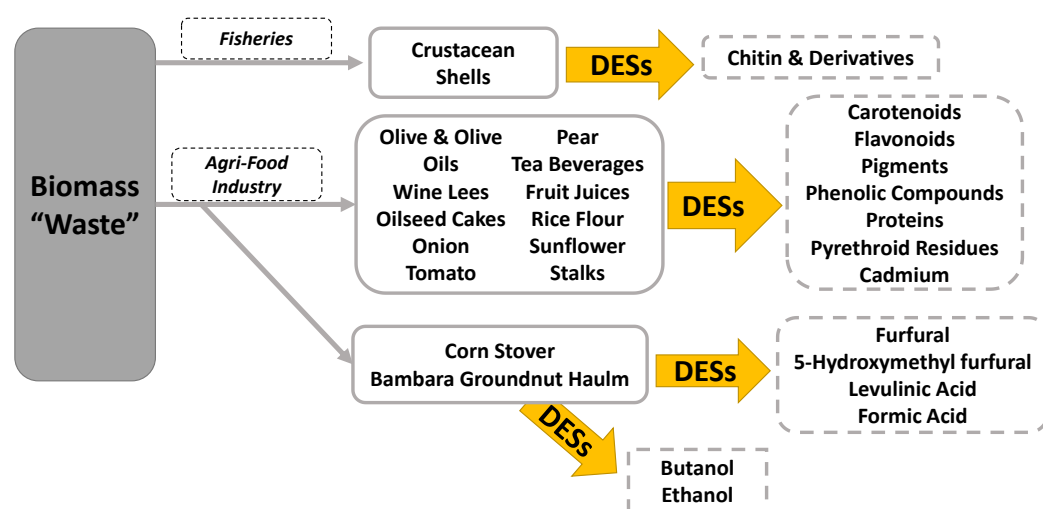 Biomass
“Waste”
Fisheries
Crustacean
Shells
DESs
Chitin & Derivatives
Agri-Food
Industry
Olive & Olive
Oils
Wine Lees
Oilseed Cakes
Onion
Tomato
Pear
Tea Beverages
Fruit Juices
Rice Flour
Sunflower
Stalks
DESs
Carotenoids
Flavonoids
Pigments
Phenolic Compounds
Proteins
Pyrethroid Residues
Cadmium
Corn Stover
Bambara Groundnut Haulm
DESs
Furfural
5-Hydroxymethyl furfural
Levulinic Acid
Formic Acid
DESs
Butanol
Ethanol